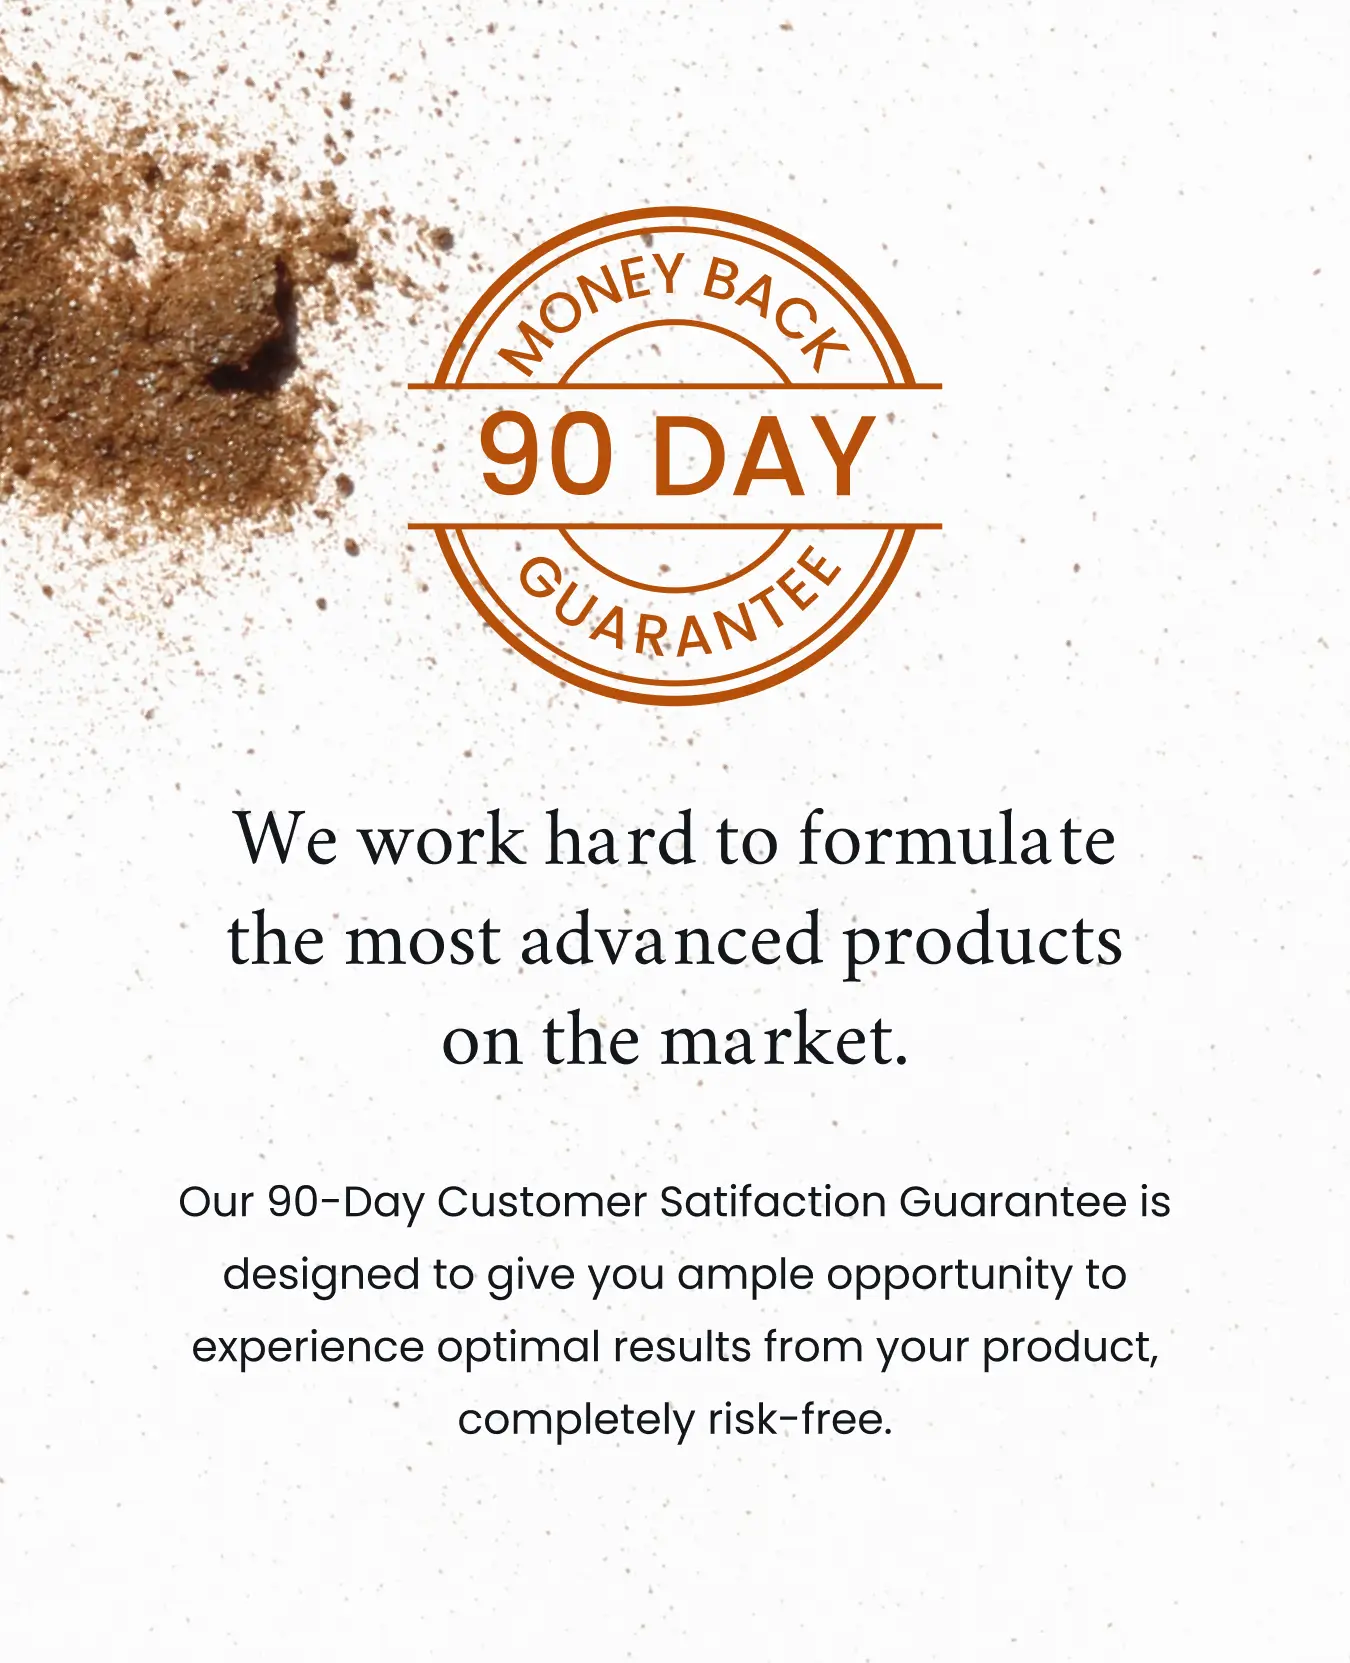 MONEY BACK
90 DAY
GUARANTEE
We work hard to formulate
the most advanced products
on the market.
Our 90-Day Customer Satifaction Guarantee is
designed to give you ample opportunity to
experience optimal results from your product,
completely risk-free.